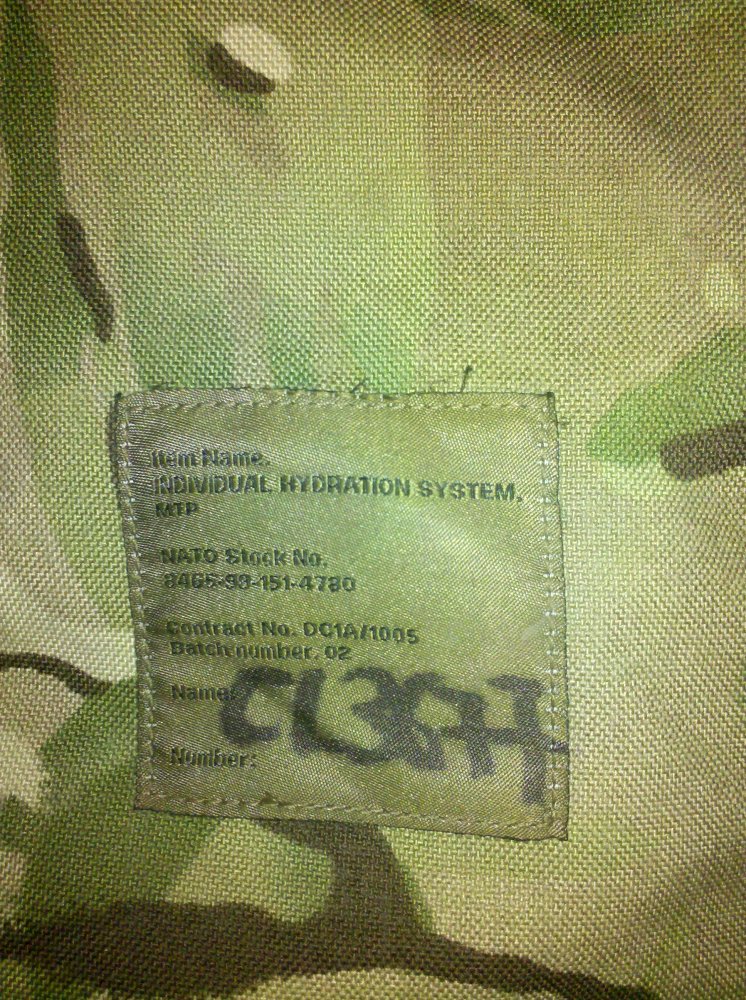 Item Name.
INDIVIDUAL HYDRATION SYSTEM.
MTP
NATO Stock No.
8465-99-151-4780
Contract No. DC1A/1005
Batch number. 02
Name:
Number: